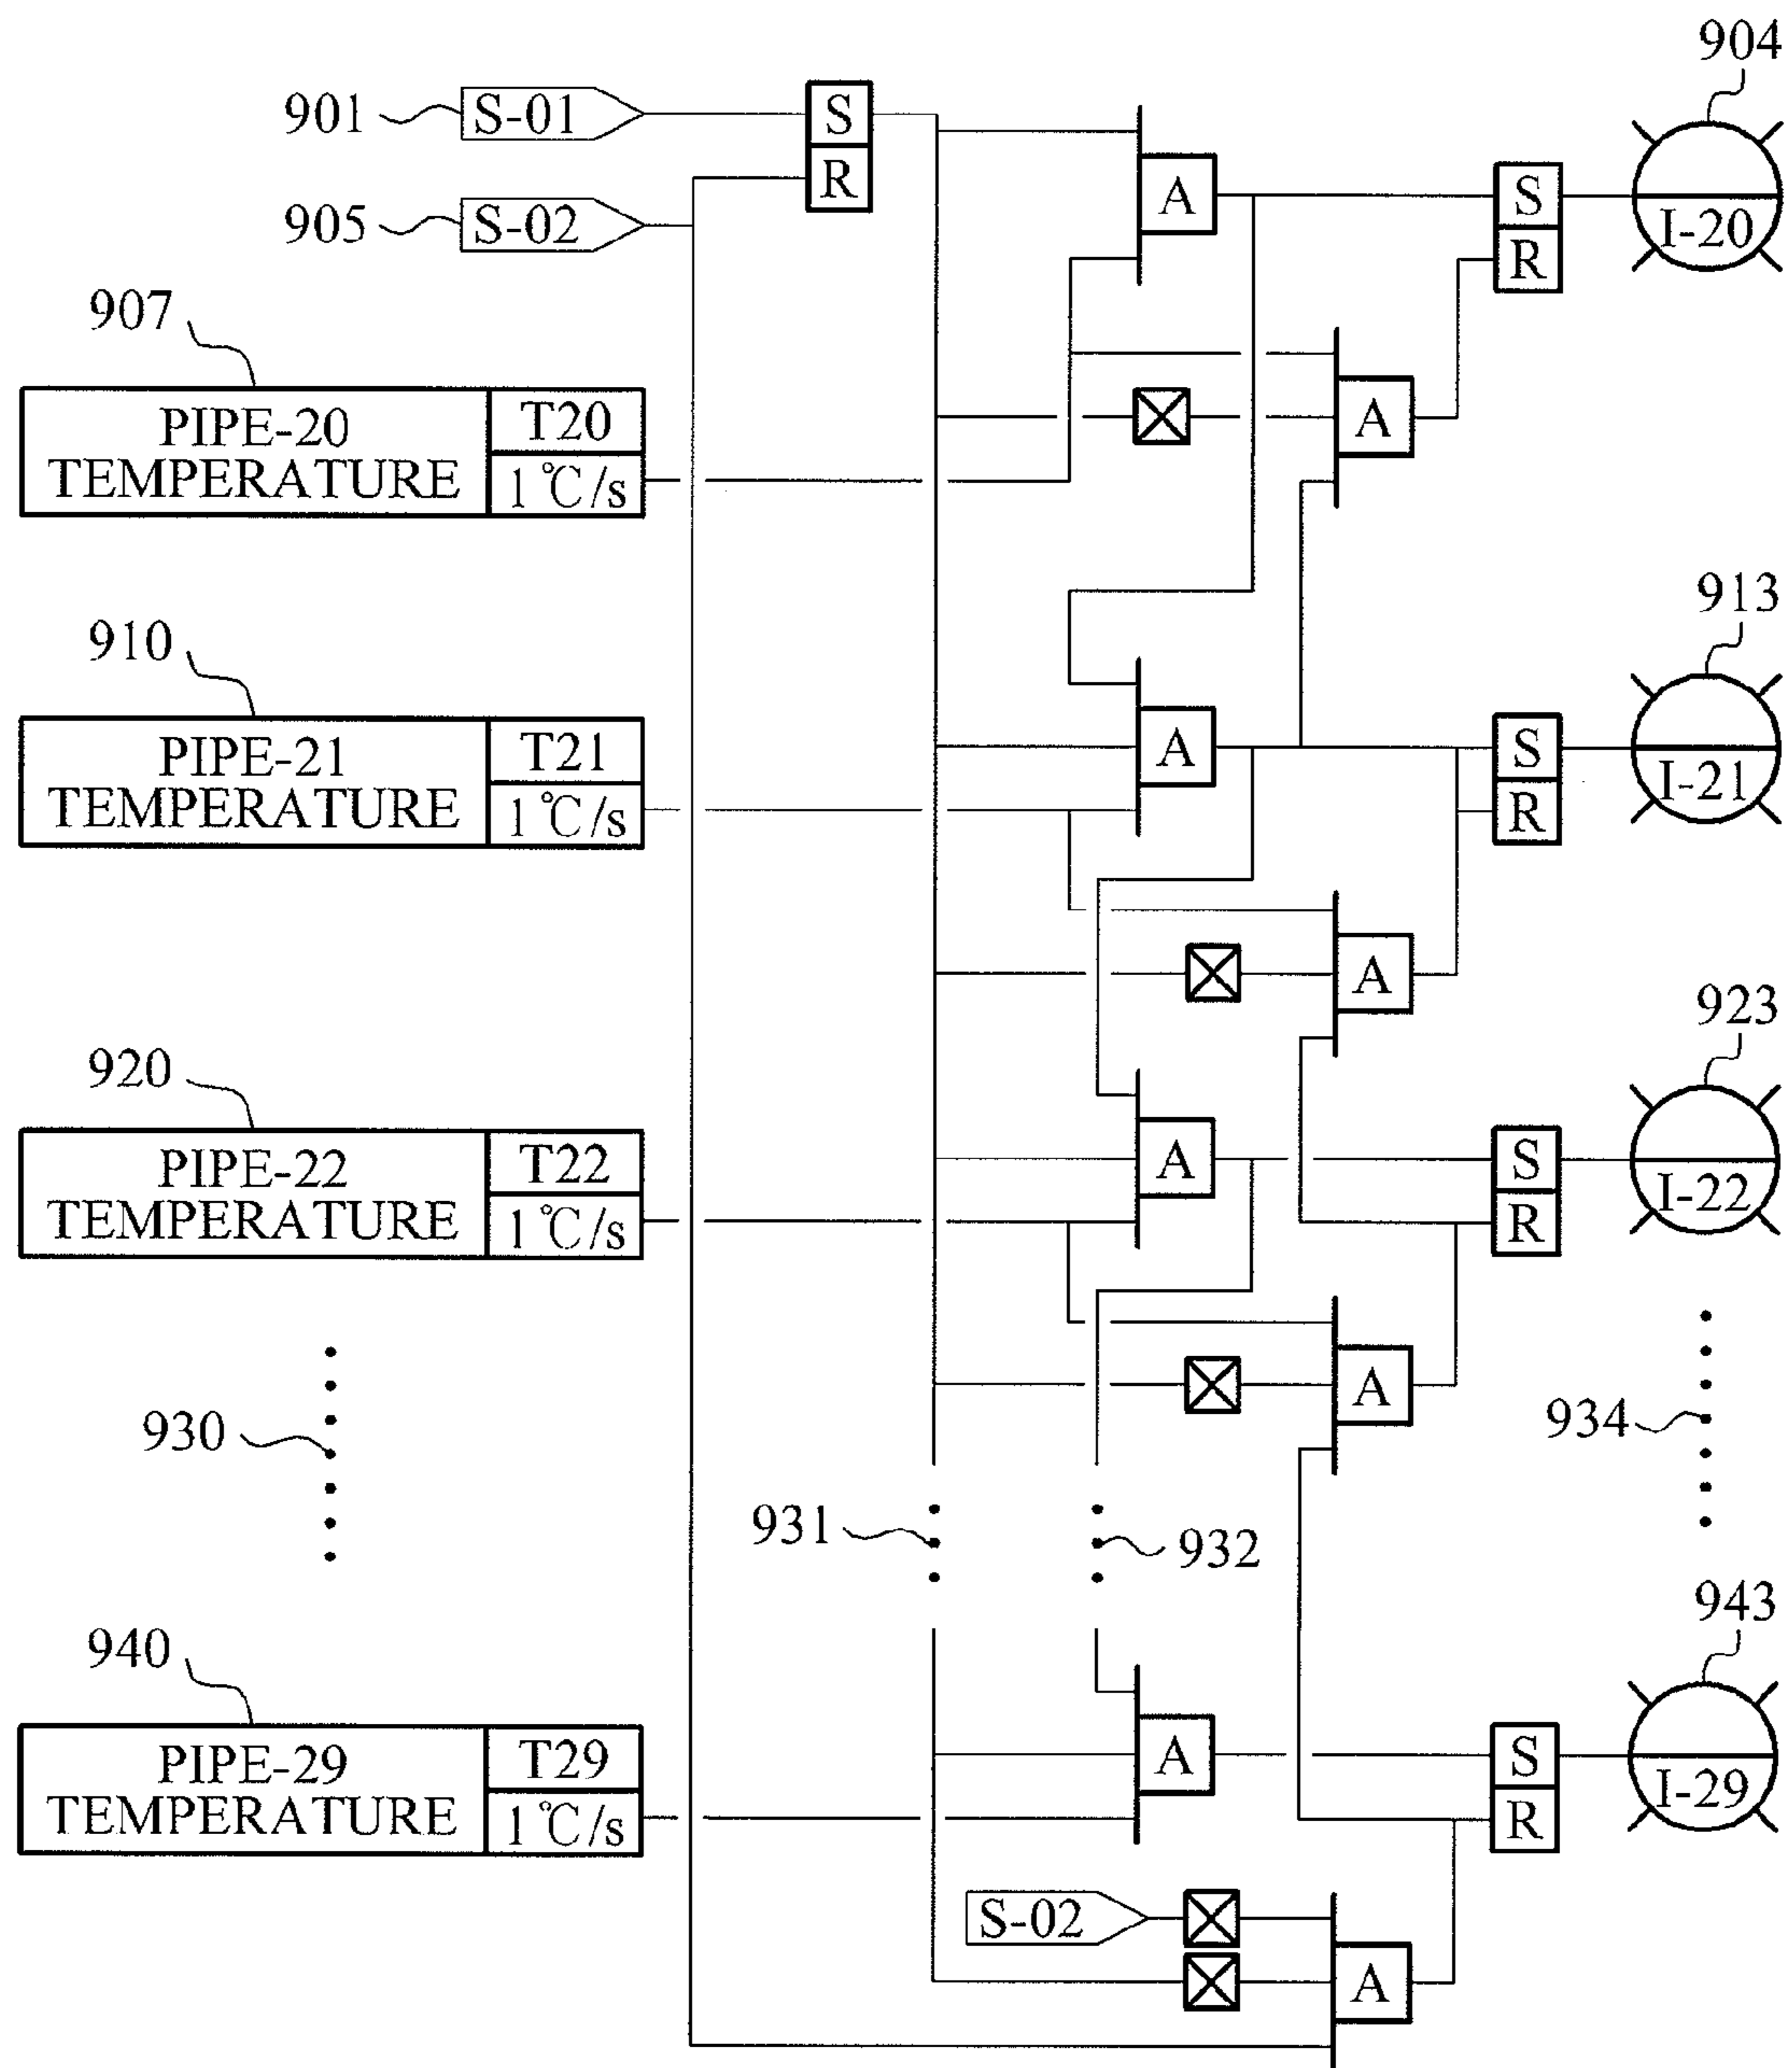 904
901 S-01 S
R A S
905 S-02 R I-20
907
PIPE-20 T20
TEMPERATURE 1℃/s
A
913
910
PIPE-21 T21 A S
TEMPERATURE 1℃/s R I-21
A
923
920
PIPE-22 T22 A S
TEMPERATURE 1℃/s R I-22
A
930 934
931 932
943
940
PIPE-29 T29 A S
TEMPERATURE 1℃/s R I-29
S-02
A